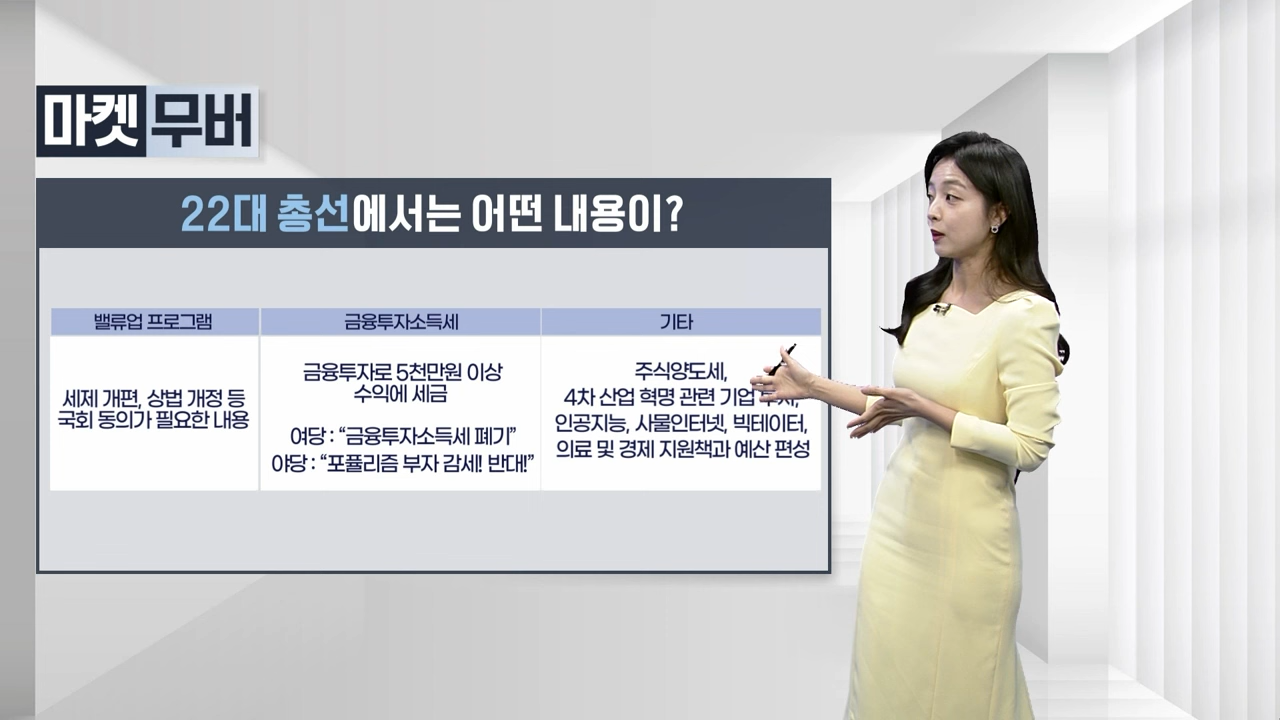 마켓 무버
22대 총선에서는 어떤 내용이?
밸류업 프로그램
금융투자소득세
기타
세제 개편, 상법 개정 등
국회 동의가 필요한 내용
금융투자로 5천만원 이상
수익에 세금
여당 : “금융투자소득세 폐기”
야당 : “포퓰리즘 부자 감세! 반대!”
주식양도세,
4차 산업 혁명 관련 기업
인공지능, 사물인터넷, 빅테이터,
의료 및 경제 지원책과 예산 편성